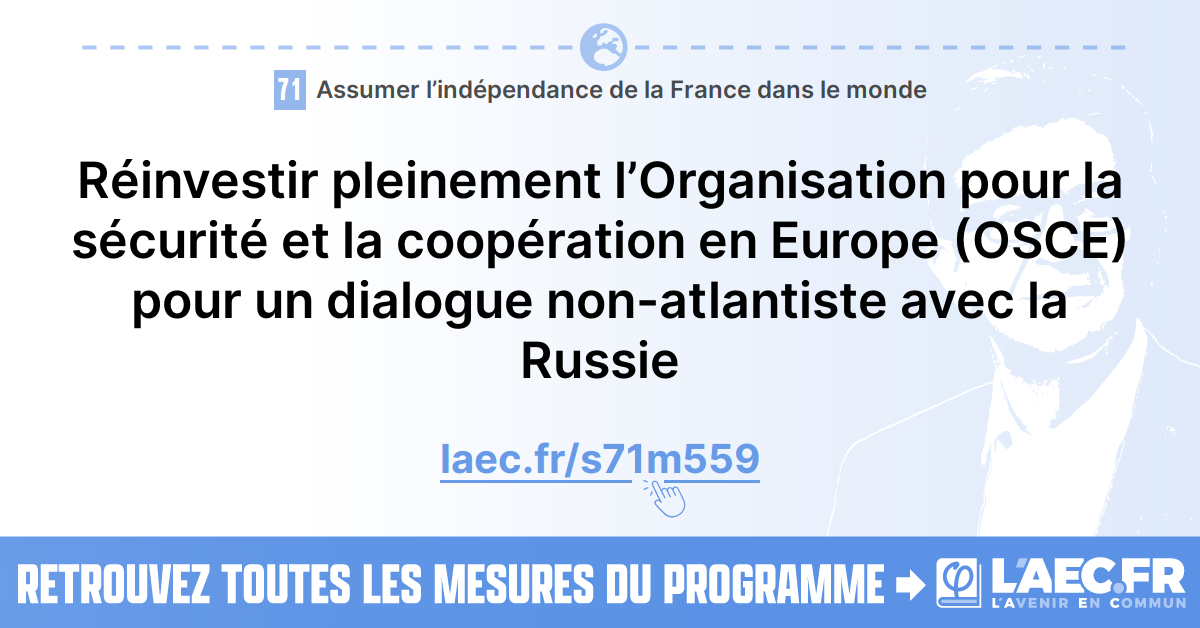 71 Assumer l’indépendance de la France dans le monde
Réinvestir pleinement l’Organisation pour la
sécurité et la coopération en Europe (OSCE)
pour un dialogue non-atlantiste avec la
Russie
laec.fr/s71m559
RETROUVEZ TOUTES LES MESURES DU PROGRAMME
φ L'AEC.FR
L'AVENIR EN COMMUN